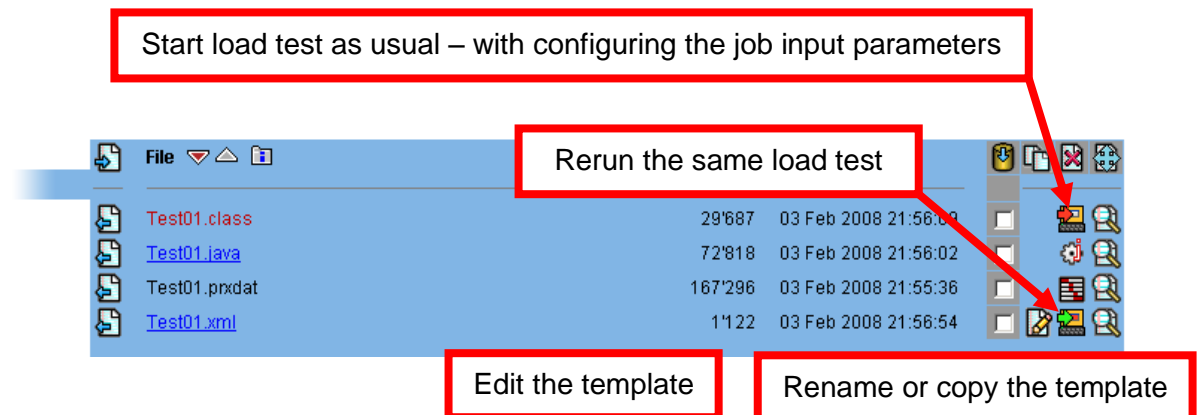 Start load test as usual – with configuring the job input parameters
File
Rerun the same load test
Test01.class 29'687 03 Feb 2008 21:56:09
Test01.java 72'818 03 Feb 2008 21:56:02
Test01.prxdat 167'296 03 Feb 2008 21:55:36
Test01.xml 1'122 03 Feb 2008 21:56:54
Edit the template
Rename or copy the template